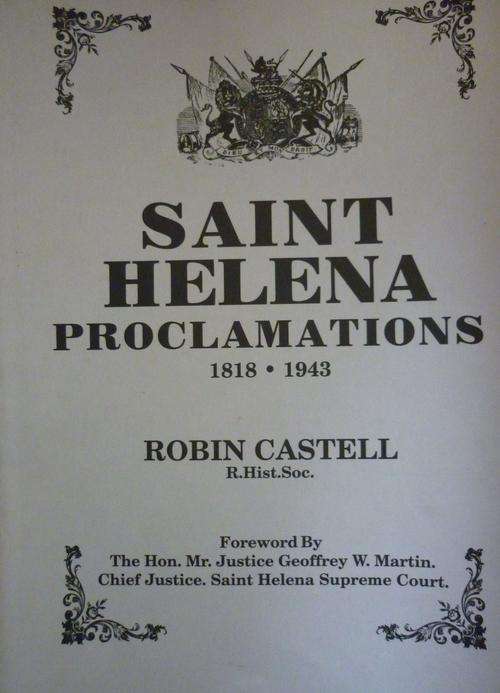 SAINT
HELENA
PROCLAMATIONS
1818 • 1943
ROBIN CASTELL
R.Hist.Soc.
Foreword By
The Hon. Mr. Justice Geoffrey W. Martin.
Chief Justice. Saint Helena Supreme Court.